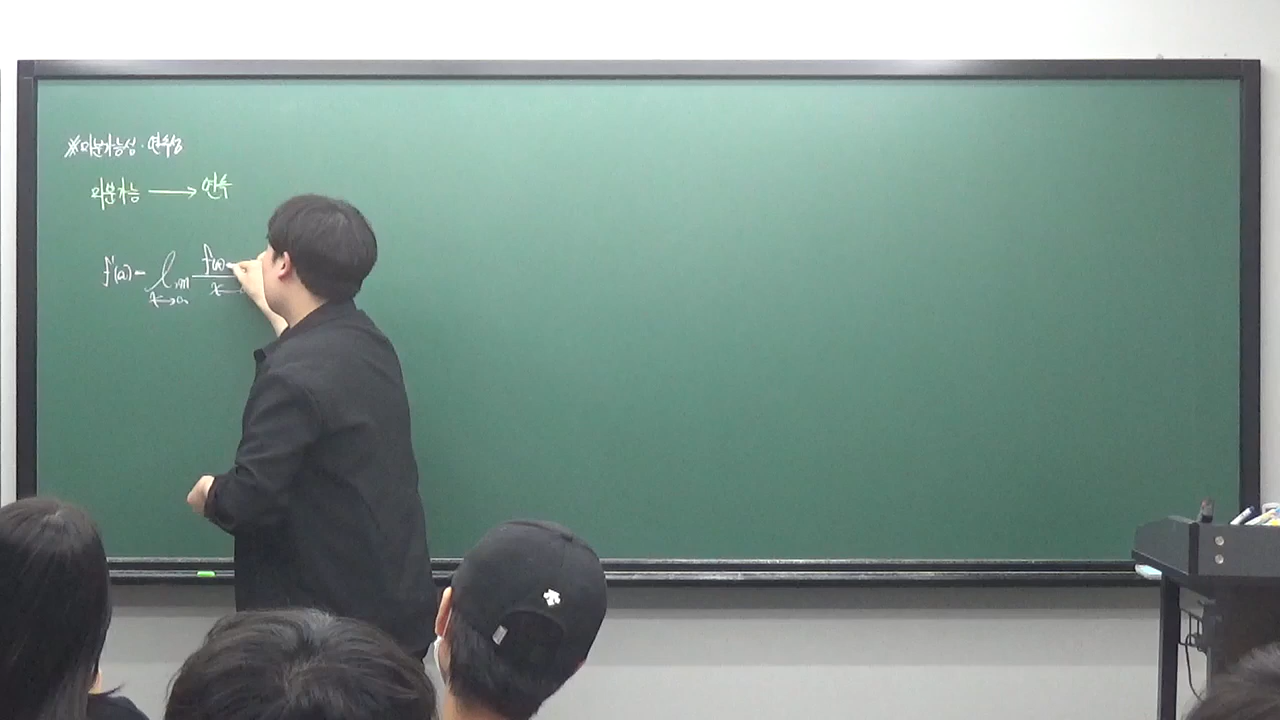 ※미분가능성·연속성
미분가능 → 연속
f'(a)= lim x→a f(x)- / x-